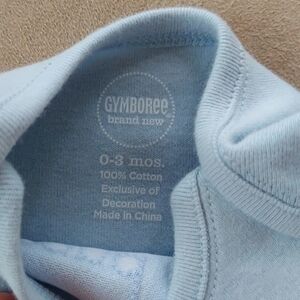 GYMBOREE
brand new
0-3 mos.
100% Cotton
Exclusive of
Decoration
Made in China